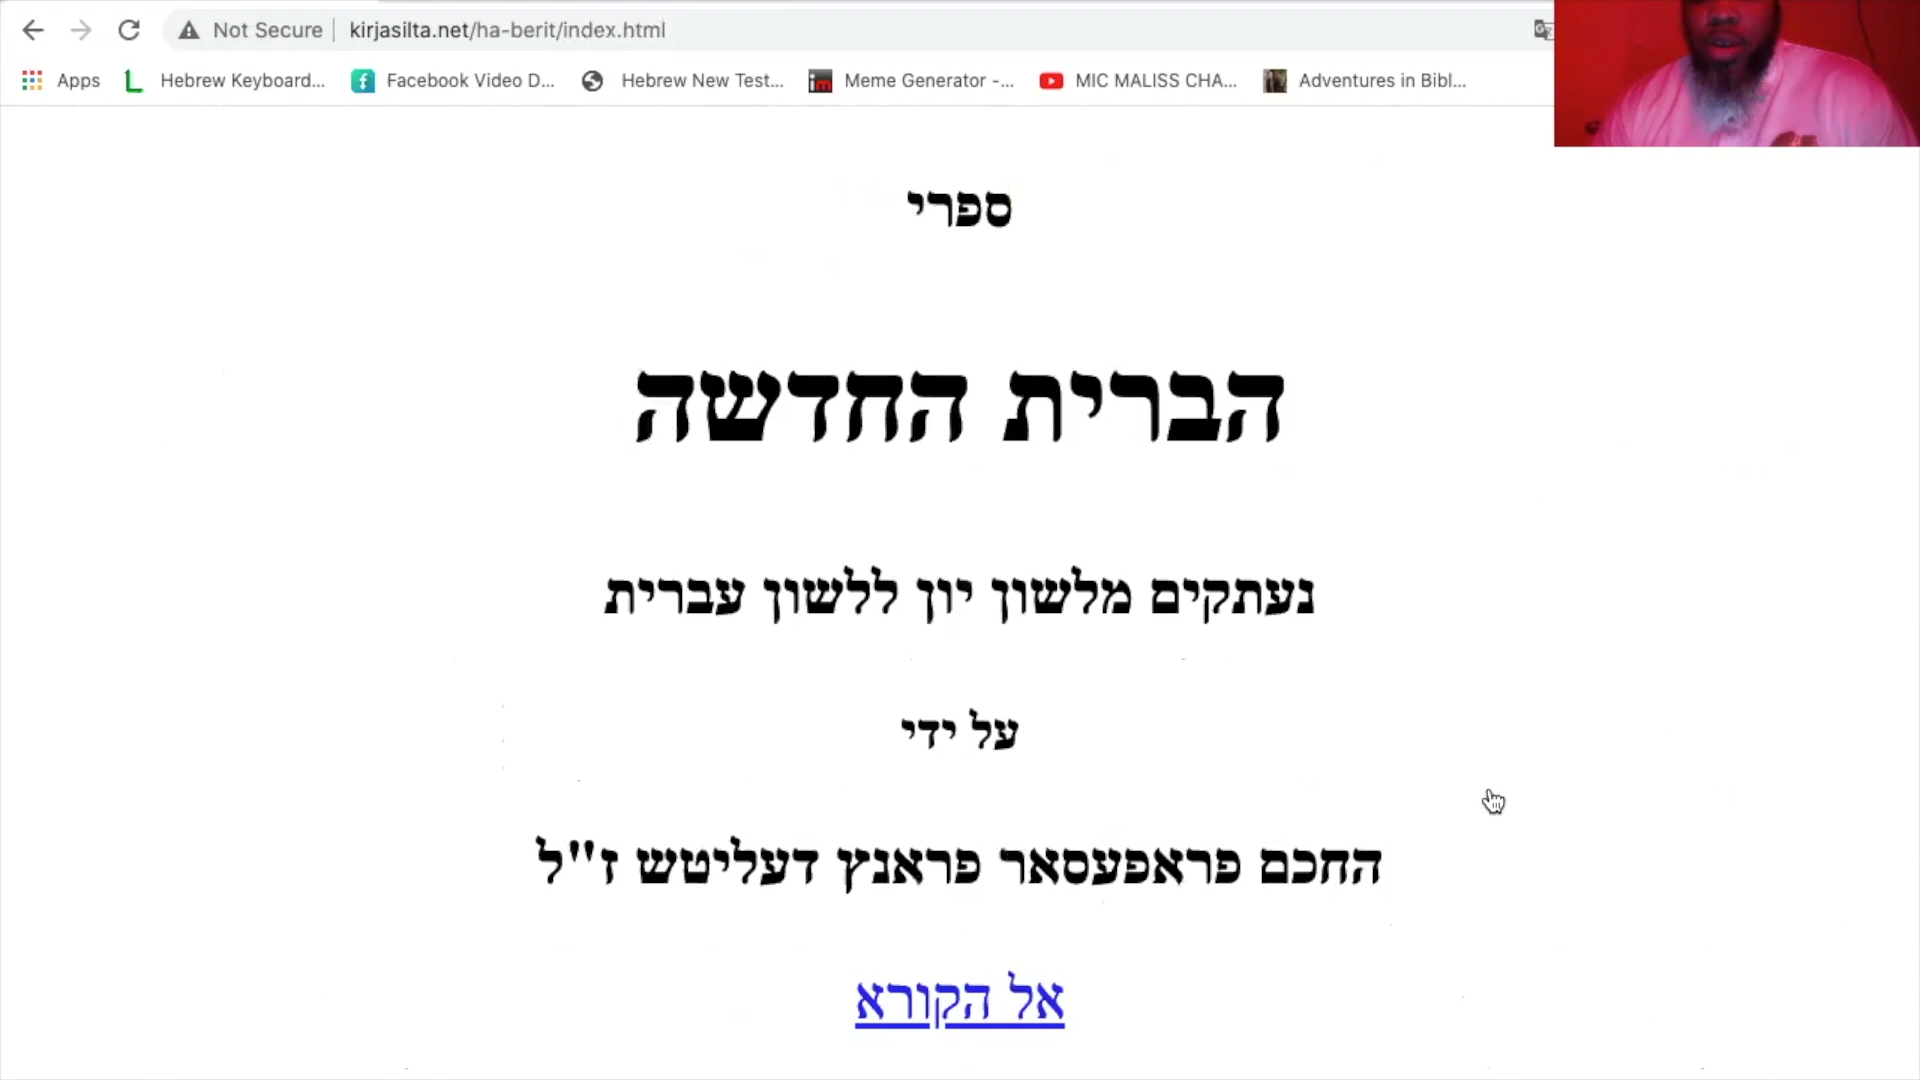 Not Secure kirjasilta.net/ha-berit/index.html
Apps Hebrew Keyboard... Facebook Video D... Hebrew New Test... Meme Generator -... MIC MALISS CHA... Adventures in Bibl...
ספרי
הברית החדשה
נעתקים מלשון יון ללשון עברית
על ידי
החכם פראפעסאר פראנץ דעליטש ז"ל
אל הקורא